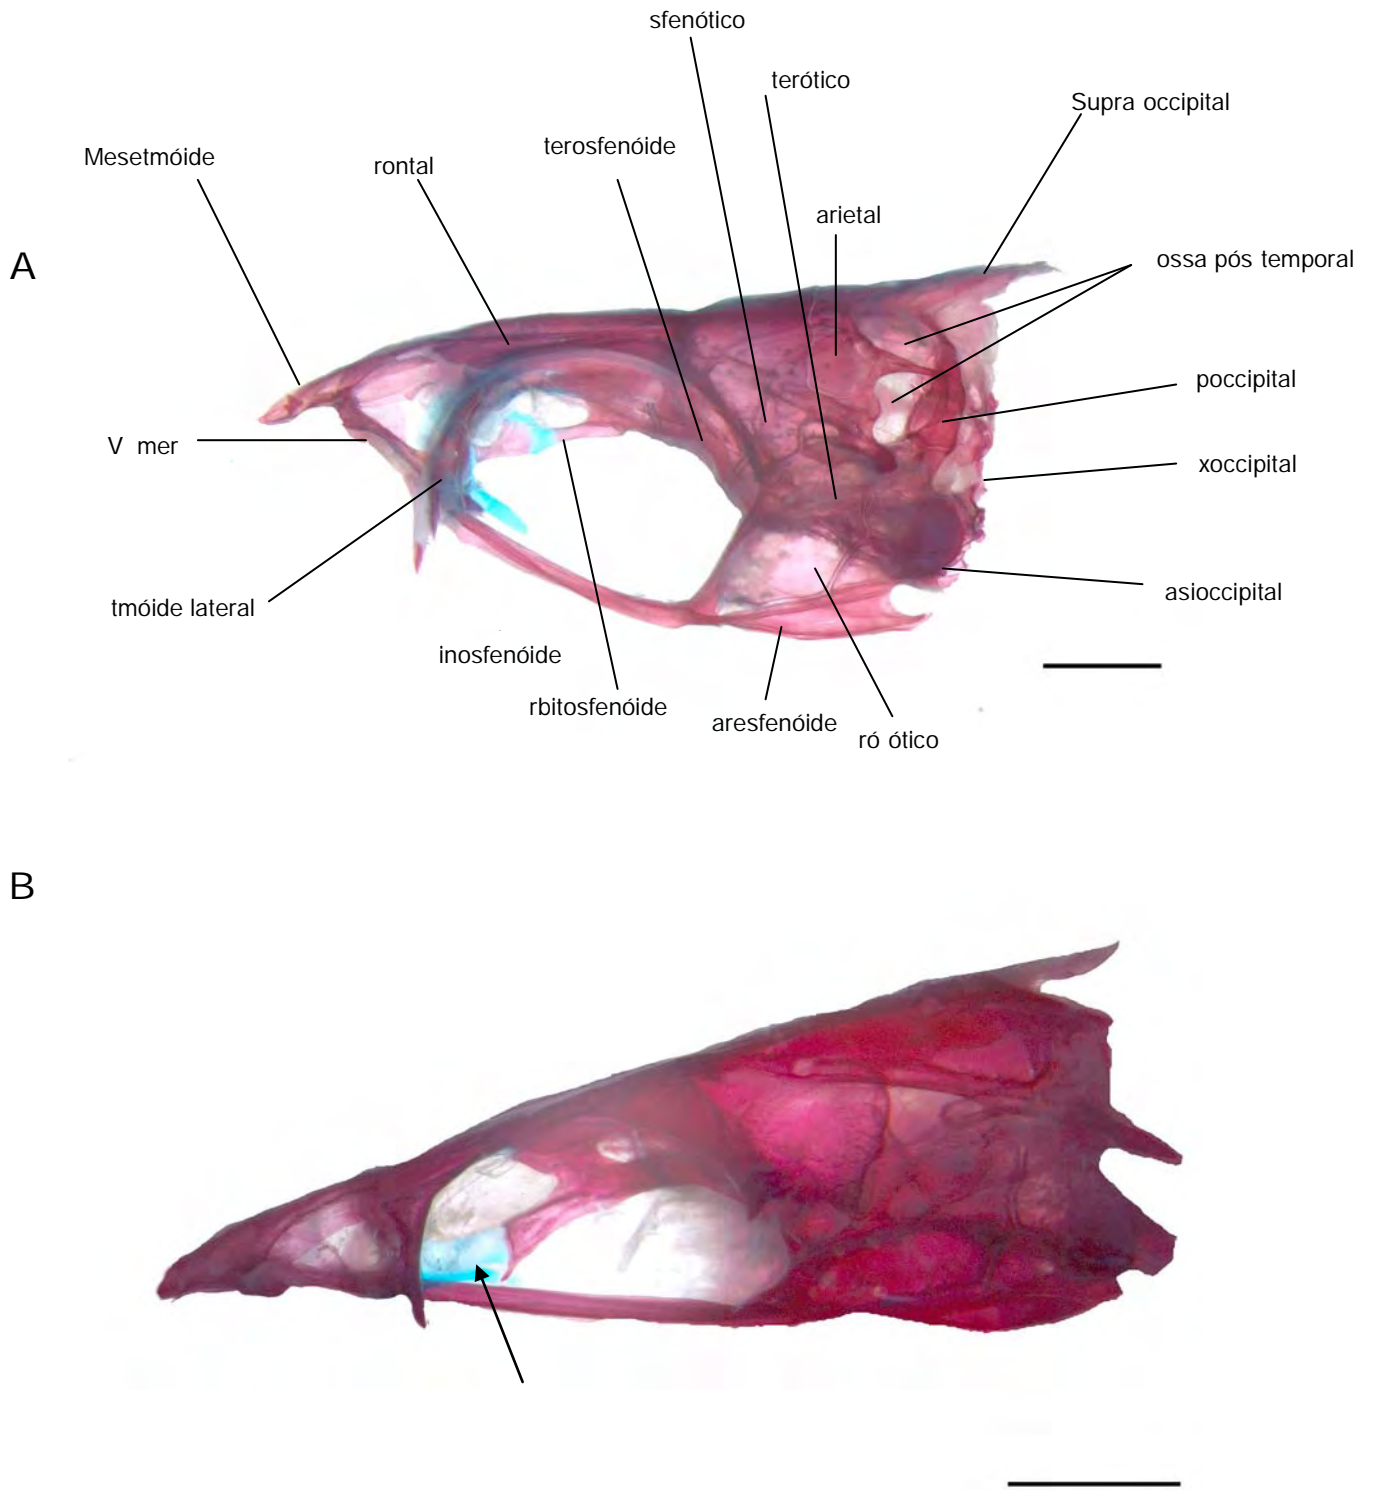 sfenótico
terótico
Supra occipital
terosfenóide
Mesetmóide
rontal
arietal
A
ossa pós temporal
poccipital
V mer
xoccipital
asioccipital
tmóide lateral
inosfenóide
rbitosfenóide
aresfenóide
ró ótico
B